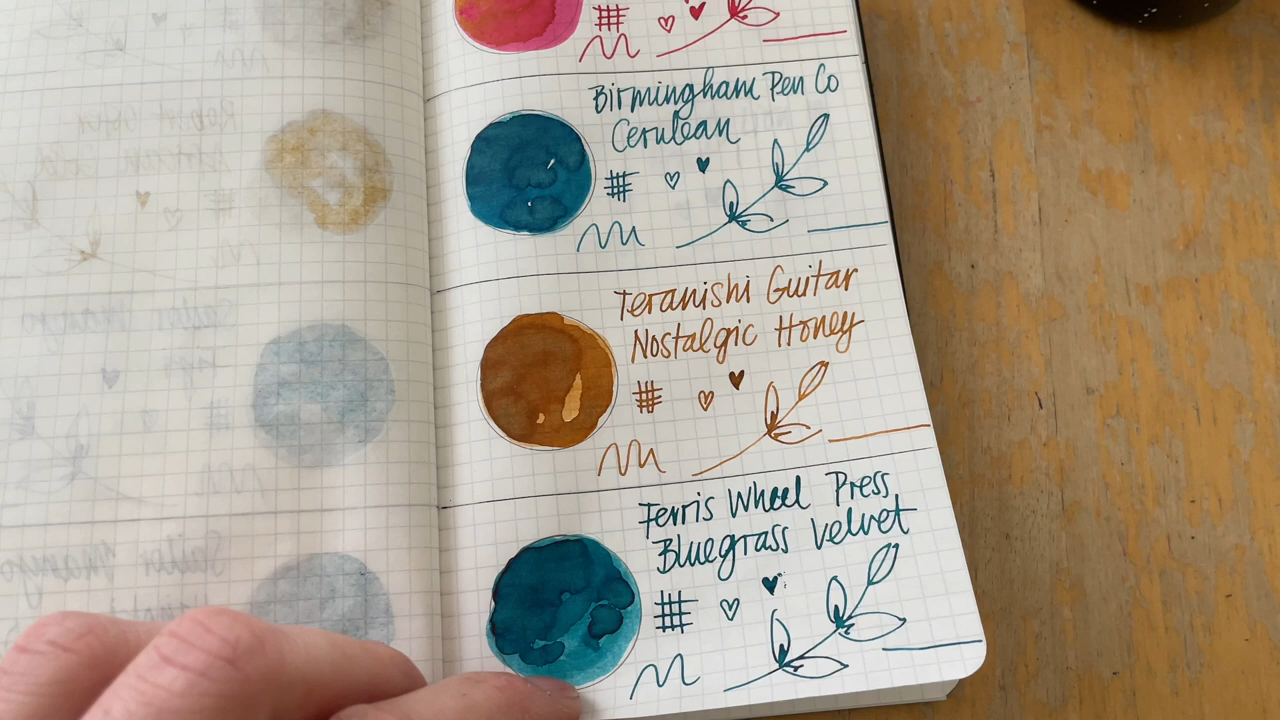 Birmingham Pen Co
Cerulean
Teranishi Guitar
Nostalgic Honey
Ferris Wheel Press
Bluegrass Velvet